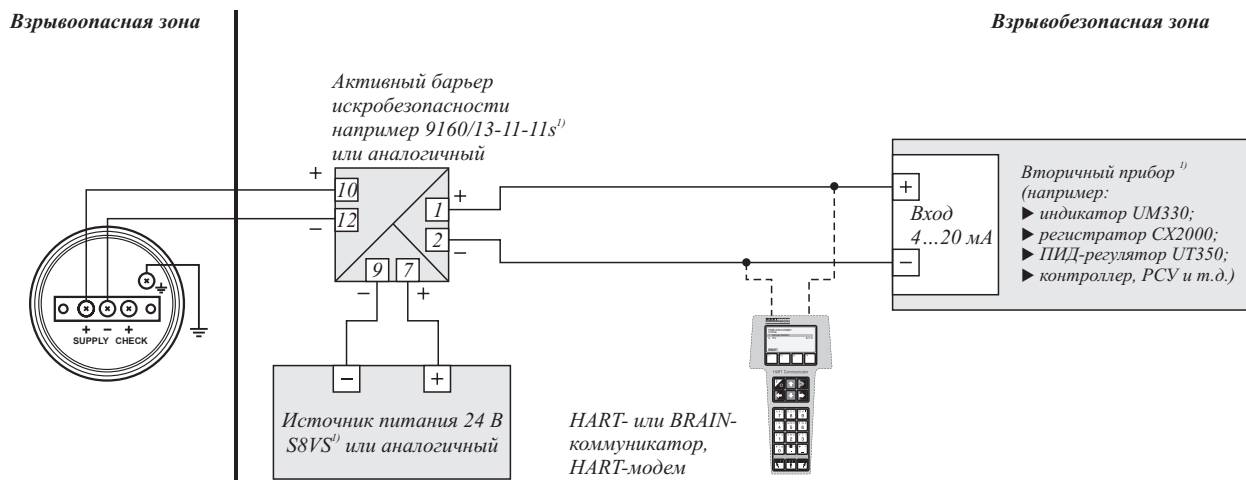 Взрывоопасная зона
Взрывобезопасная зона
Активный барьер
искробезопасности
например 9160/13-11-11s¹⁾
или аналогичный
+
10
12
−
1
+
2
−
9
7
−
+
+
−
Вход
4...20 мА
Вторичный прибор ¹⁾
(например:
▶ индикатор UM330;
▶ регистратор CX2000;
▶ ПИД-регулятор UT350;
▶ контроллер, РСУ и т.д.)
+ − +
SUPPLY CHECK
−
+
Источник питания 24 В
S8VS¹⁾ или аналогичный
HART- или BRAIN-
коммуникатор,
HART-модем
HART Communicator